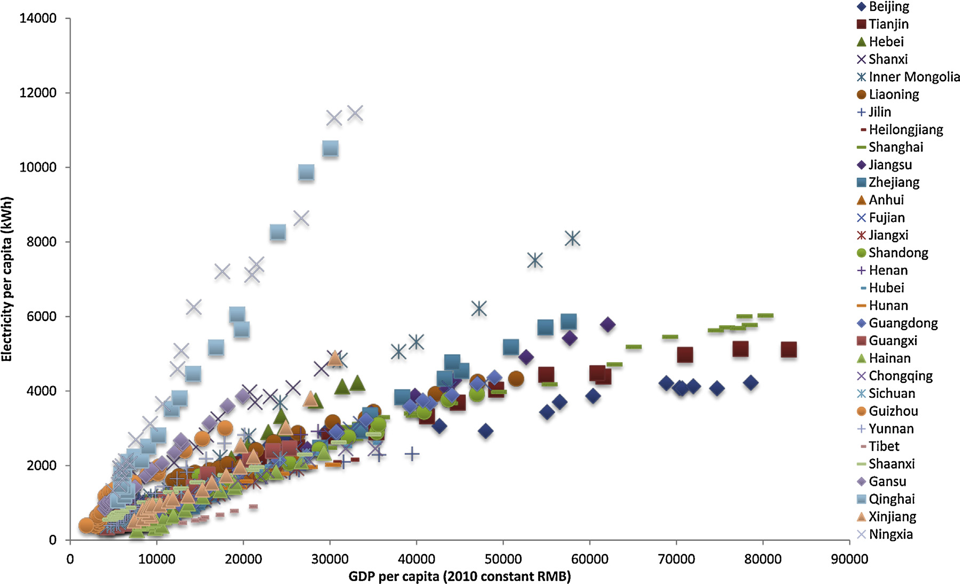 14000
12000
10000
8000
6000
4000
2000
0
Electricity per capita (kWh)
0 10000 20000 30000 40000 50000 60000 70000 80000 90000
GDP per capita (2010 constant RMB)
Beijing
Tianjin
Hebei
Shanxi
Inner Mongolia
Liaoning
Jilin
Heilongjiang
Shanghai
Jiangsu
Zhejiang
Anhui
Fujian
Jiangxi
Shandong
Henan
Hubei
Hunan
Guangdong
Guangxi
Hainan
Chongqing
Sichuan
Guizhou
Yunnan
Tibet
Shaanxi
Gansu
Qinghai
Xinjiang
Ningxia